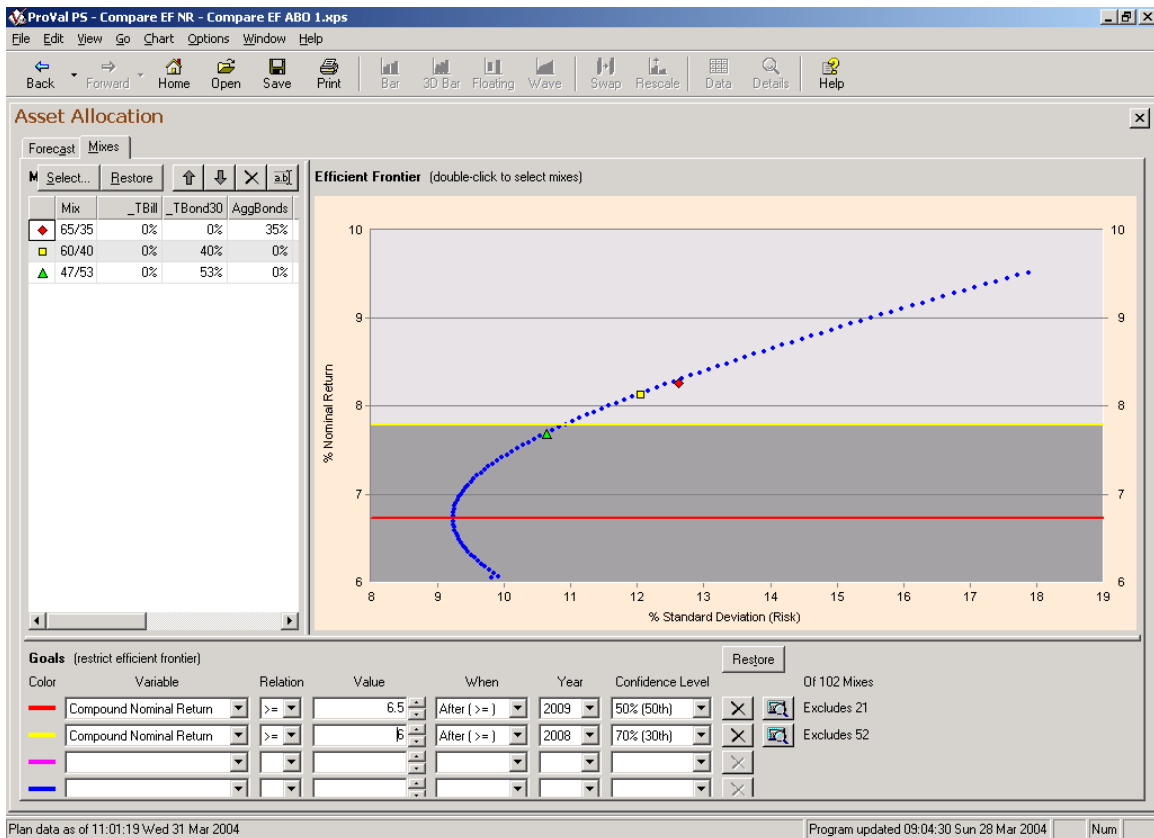 ProVal PS - Compare EF NR - Compare EF ABO 1.xps
File Edit View Go Chart Options Window Help
Back Forward Home Open Save Print Bar 3D Bar Floating Wave Swap Rescale Data Details Help
Asset Allocation
Forecast Mixes
M Select... Restore a.b
Mix _TBill _TBond30 AggBonds
65/35 0% 0% 35%
60/40 0% 40% 0%
47/53 0% 53% 0%
Efficient Frontier (double-click to select mixes)
10 10
9 9
8 8
7 7
6 6
% Nominal Return
8 9 10 11 12 13 14 15 16 17 18 19
% Standard Deviation (Risk)
Goals (restrict efficient frontier) Restore
Color Variable Relation Value When Year Confidence Level Of 102 Mixes
Compound Nominal Return >= 6.5 After ( >= ) 2009 50% (50th) Excludes 21
Compound Nominal Return >= 6 After ( >= ) 2008 70% (30th) Excludes 52
Plan data as of 11:01:19 Wed 31 Mar 2004 Program updated 09:04:30 Sun 28 Mar 2004 Num